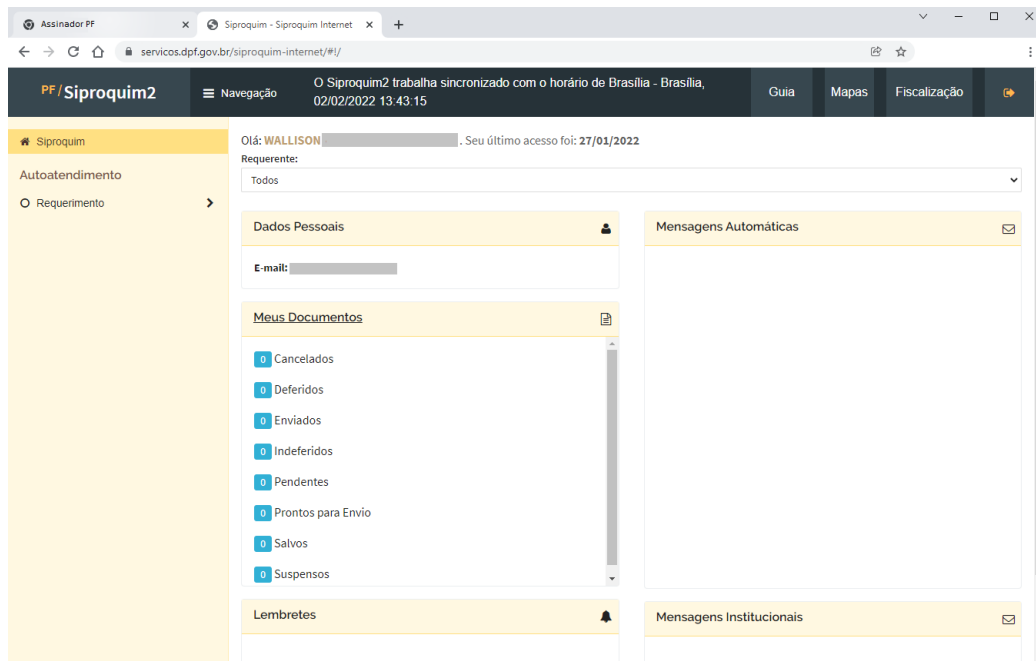 Assinador PF
Siproquim - Siproquim Internet
servicos.dpf.gov.br/siproquim-internet/#!/
PF/Siproquim2
Navegação
O Siproquim2 trabalha sincronizado com o horário de Brasília - Brasília,
02/02/2022 13:43:15
Guia
Mapas
Fiscalização
Siproquim
Autoatendimento
Requerimento
Olá: WALLISON . Seu último acesso foi: 27/01/2022
Requerente:
Todos
Dados Pessoais
E-mail:
Meus Documentos
0 Cancelados
0 Deferidos
0 Enviados
0 Indeferidos
0 Pendentes
0 Prontos para Envio
0 Salvos
0 Suspensos
Lembretes
Mensagens Automáticas
Mensagens Institucionais